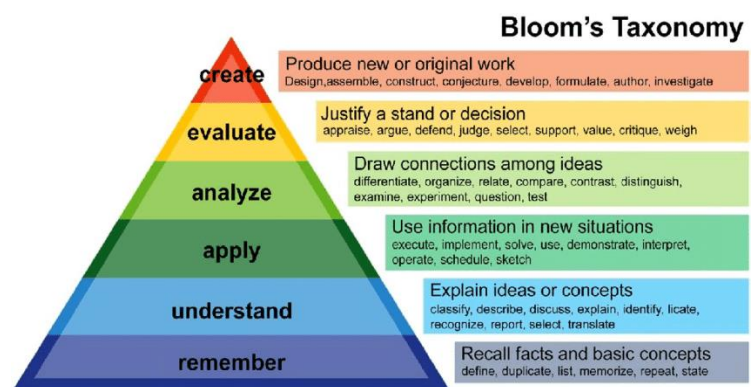 Bloom's Taxonomy
create
Produce new or original work
Design,assemble, construct, conjecture, develop, formulate, author, investigate
evaluate
Justify a stand or decision
appraise, argue, defend, judge, select, support, value, critique, weigh
analyze
Draw connections among ideas
differentiate, organize, relate, compare, contrast, distinguish,
examine, experiment, question, test
apply
Use information in new situations
execute, implement, solve, use, demonstrate, interpret,
operate, schedule, sketch
understand
Explain ideas or concepts
classify, describe, discuss, explain, identify, licate,
recognize, report, select, translate
remember
Recall facts and basic concepts
define, duplicate, list, memorize, repeat, state